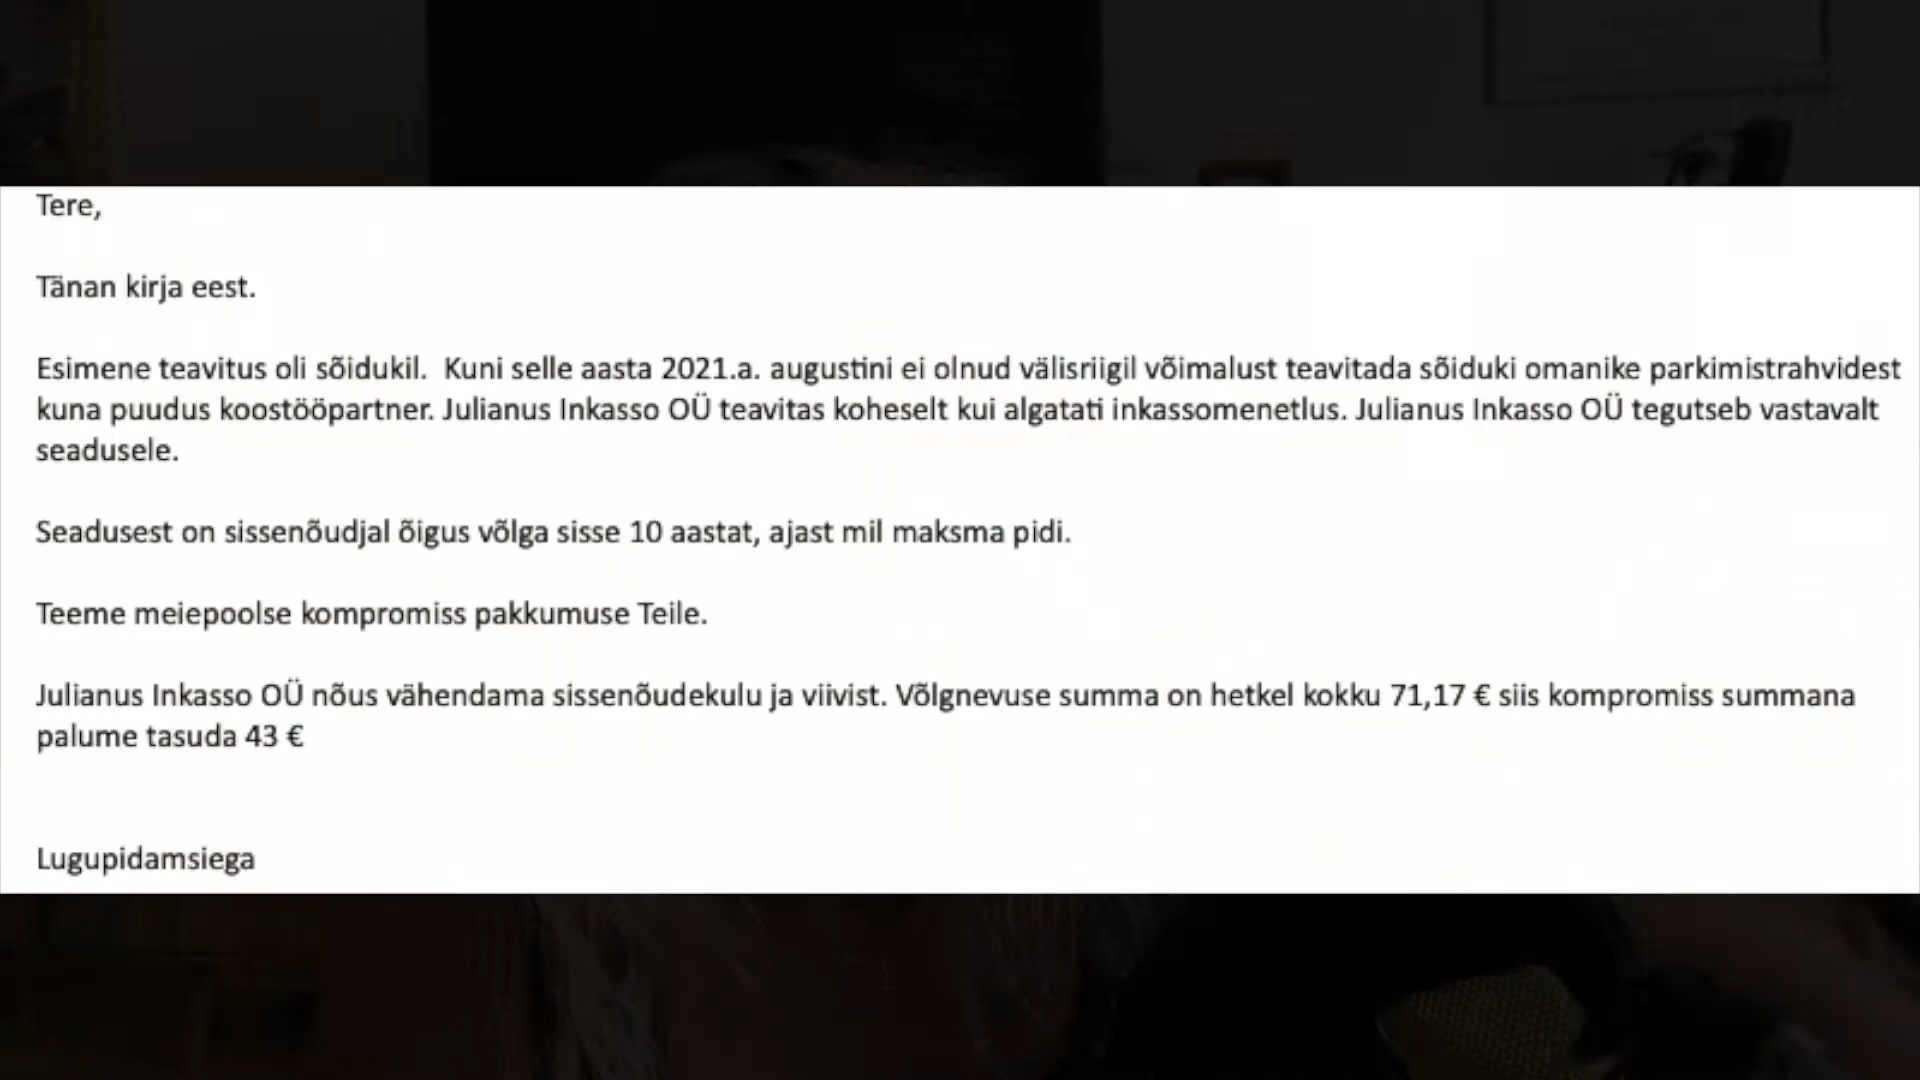 Tere,
Tänan kirja eest.
Esimene teavitus oli sõidukil.  Kuni selle aasta 2021.a. augustini ei olnud välisriigil võimalust teavitada sõiduki omanike parkimistrahvidest
kuna puudus koostööpartner. Julianus Inkasso OÜ teavitas koheselt kui algatati inkassomenetlus. Julianus Inkasso OÜ tegutseb vastavalt
seadusele.
Seadusest on sissenõudjal õigus võlga sisse 10 aastat, ajast mil maksma pidi.
Teeme meiepoolse kompromiss pakkumuse Teile.
Julianus Inkasso OÜ nõus vähendama sissenõudekulu ja viivist. Võlgnevuse summa on hetkel kokku 71,17 € siis kompromiss summana
palume tasuda 43 €
Lugupidamsiega